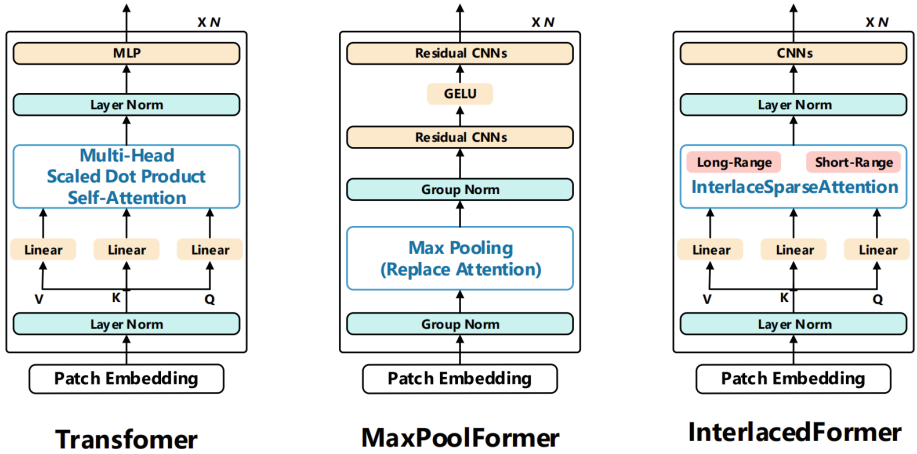 X N
MLP
Layer Norm
Multi-Head
Scaled Dot Product
Self-Attention
Linear
Linear
Linear
V
K
Q
Layer Norm
Patch Embedding
Transfomer
X N
Residual CNNs
GELU
Residual CNNs
Group Norm
Max Pooling
(Replace Attention)
Group Norm
Patch Embedding
MaxPoolFormer
X N
CNNs
Layer Norm
Long-Range
Short-Range
InterlaceSparseAttention
Linear
Linear
Linear
V
K
Q
Layer Norm
Patch Embedding
InterlacedFormer